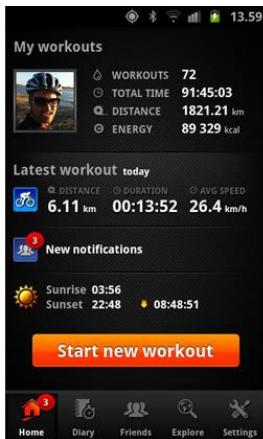 13.59
My workouts
WORKOUTS 72
TOTAL TIME 91:45:03
DISTANCE 1821.21 km
ENERGY 89 329 kcal
Latest workout today
DISTANCE DURATION AVG SPEED
6.11 km 00:13:52 26.4 km/h
3
New notifications
Sunrise 03:56
Sunset 22:48 08:48:51
Start new workout
3
Home Diary Friends Explore Settings